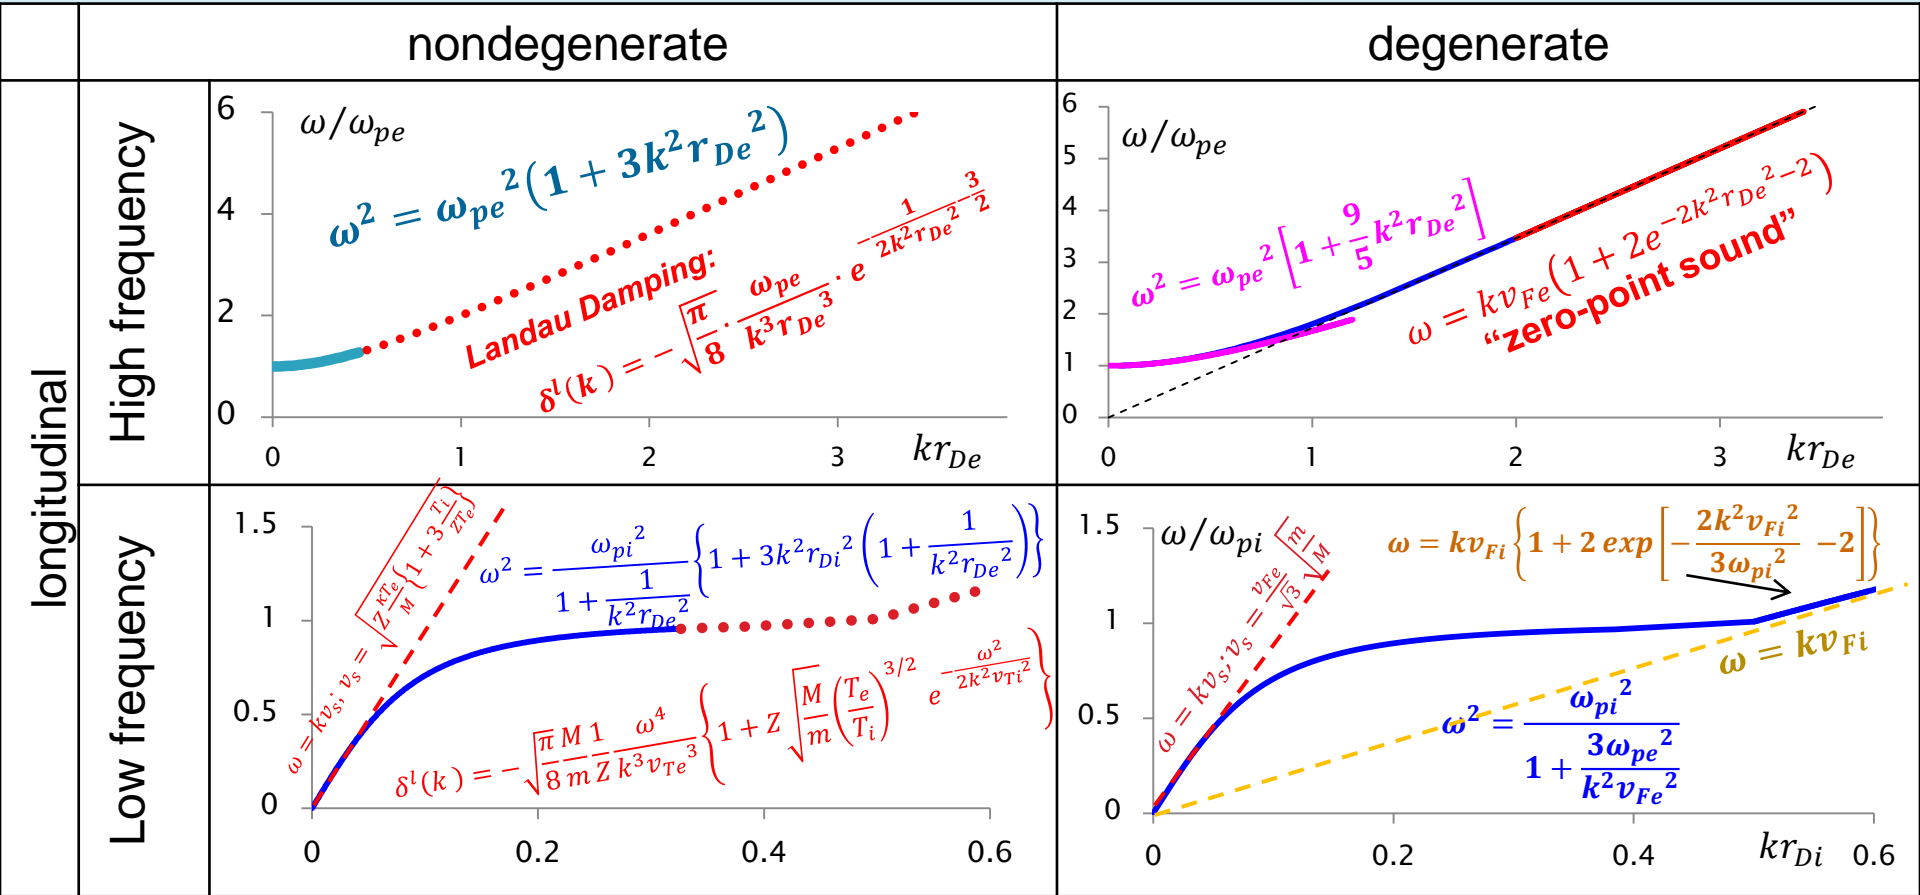 nondegenerate
degenerate
longitudinal
High frequency
6
4
2
0
0
1
2
3
ω/ω_pe
kr_De
ω² = ω_pe²(1 + 3k²r_De²)
Landau Damping:
δˡ(k) = −√(π/8) · ω_pe/(k³r_De³) · e^(−1/(2k²r_De²) − 3/2)
6
5
4
3
2
1
0
0
1
2
3
ω/ω_pe
kr_De
ω² = ω_pe²[1 + 9/5 k²r_De²]
ω = kv_Fe(1 + 2e^(−2k²r_De²−2))
“zero-point sound”
Low frequency
1.5
1
0.5
0
0
0.2
0.4
0.6
ω = kv_s; v_s = √(Z κT_e/M {1 + 3 T_i/(ZT_e)})
ω² = ω_pi²/(1 + 1/(k²r_De²)) {1 + 3k²r_Di²(1 + 1/(k²r_De²))}
δˡ(k) = −√(π/8) M/m 1/Z ω⁴/(k³v_Te³) {1 + Z √(M/m) (T_e/T_i)^(3/2) e^(−ω²/(2k²v_Ti²))}
1.5
1
0.5
0
0
0.2
0.4
0.6
ω/ω_pi
kr_Di
ω = kv_s; v_s = v_Fe/√3 √(m/M)
ω = kv_Fi{1 + 2 exp[−2k²v_Fi²/(3ω_pi²) −2]}
ω = kv_Fi
ω² = ω_pi²/(1 + 3ω_pe²/(k²v_Fe²))